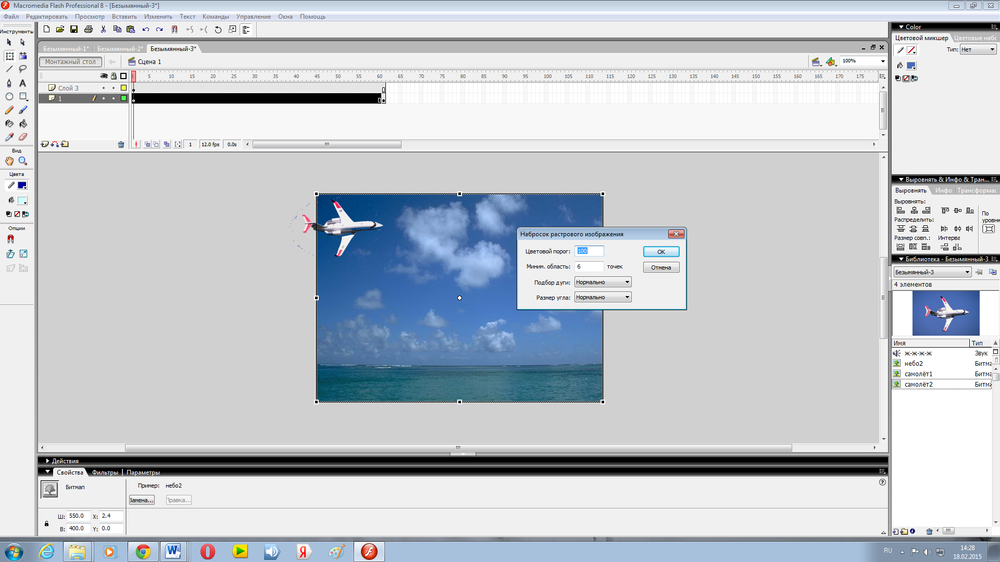 Macromedia Flash Professional 8 - [Безымянный-3*]
Файл Редактировать Просмотр Вставить Изменить Текст Команды Управление Окна Помощь
Инструменты
Безымянный-1* Безымянный-2* Безымянный-3*
Монтажный стол Сцена 1 100%
1 5 10 15 20 25 30 35 40 45 50 55 60 65 70 75 80 85 90 95 100 105 110 115 120 125 130 135 140 145 150 155 160 165 170 175
Слой 3
1
1 12.0 fps 0.0s
Вид
Цвета
Опции
Color
Цветовой микшер Цветовые набс
Тип: Нет
Выровнять & Инфо & Тран...
Выровнять Инфо Трансформац
Выровнять:
Распределить:
Размер совп.: Интерва
По
уровню
Библиотека - Безымянный-3
Безымянный-3
4 элементов
Имя Тип
ж-ж-ж-ж Звук
небо2 Битма
самолёт1 Битма
самолёт2 Битма
Набросок растрового изображения
Цветовой порог: 100 OK
Миним. область: 6 точек Отмена
Подбор дуги: Нормально
Размер угла: Нормально
Действия
Свойства Фильтры Параметры
Битмап Пример: небо2
Замена... Правка...
Ш: 550.0 X: 2.4
В: 400.0 Y: 0.0
RU 14:28
18.02.2015